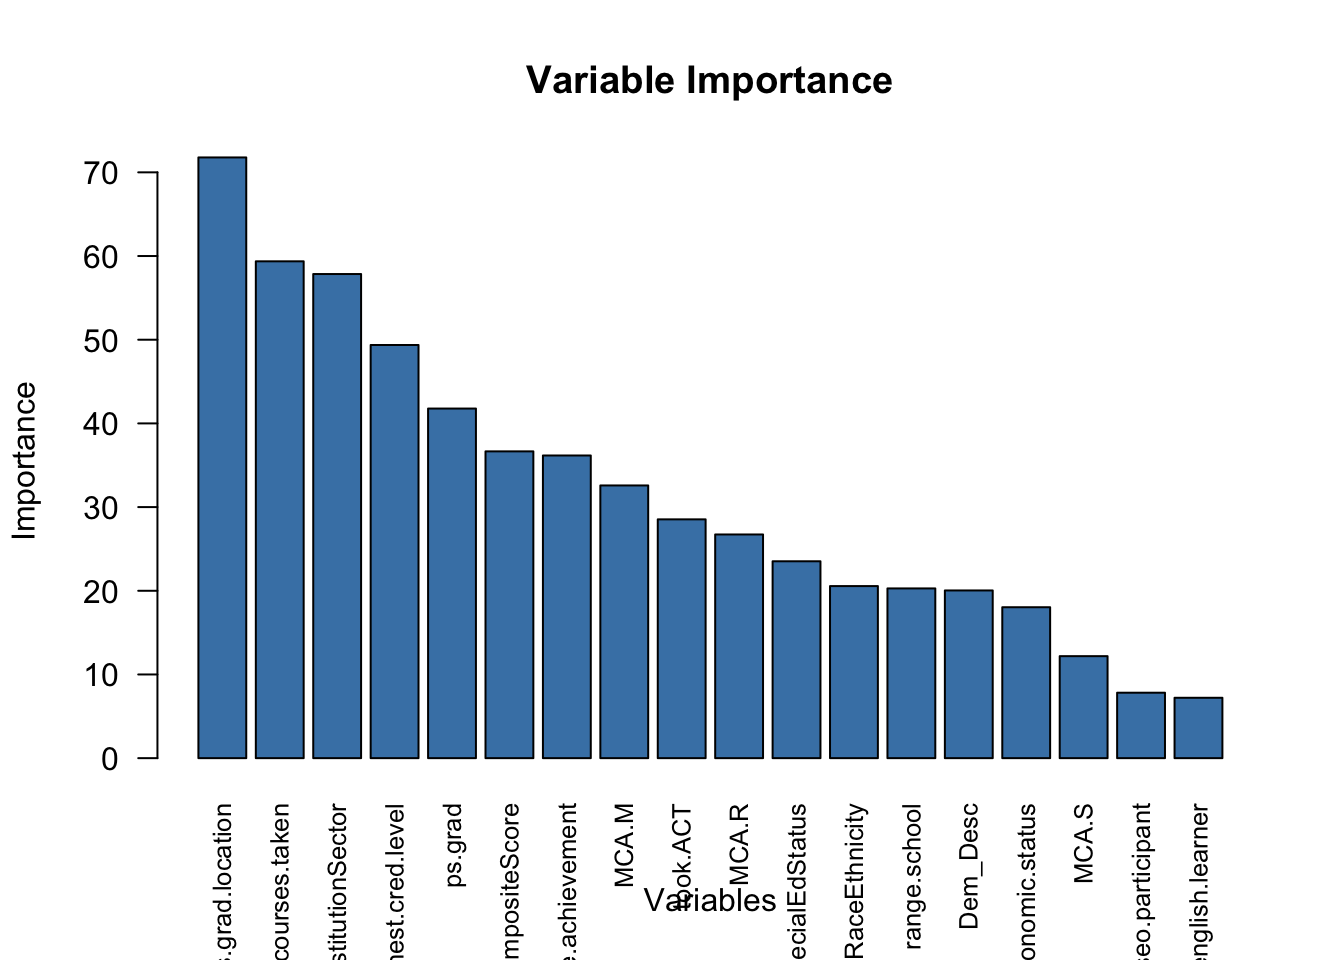 Variable Importance
Importance
70
60
50
40
30
20
10
0
s.grad.location
courses.taken
stitutionSector
nest.cred.level
ps.grad
mpositeScore
e.achievement
MCA.M
took.ACT
MCA.R
ecialEdStatus
RaceEthnicity
range.school
Dem_Desc
onomic.status
MCA.S
seo.participant
english.learner
Variables